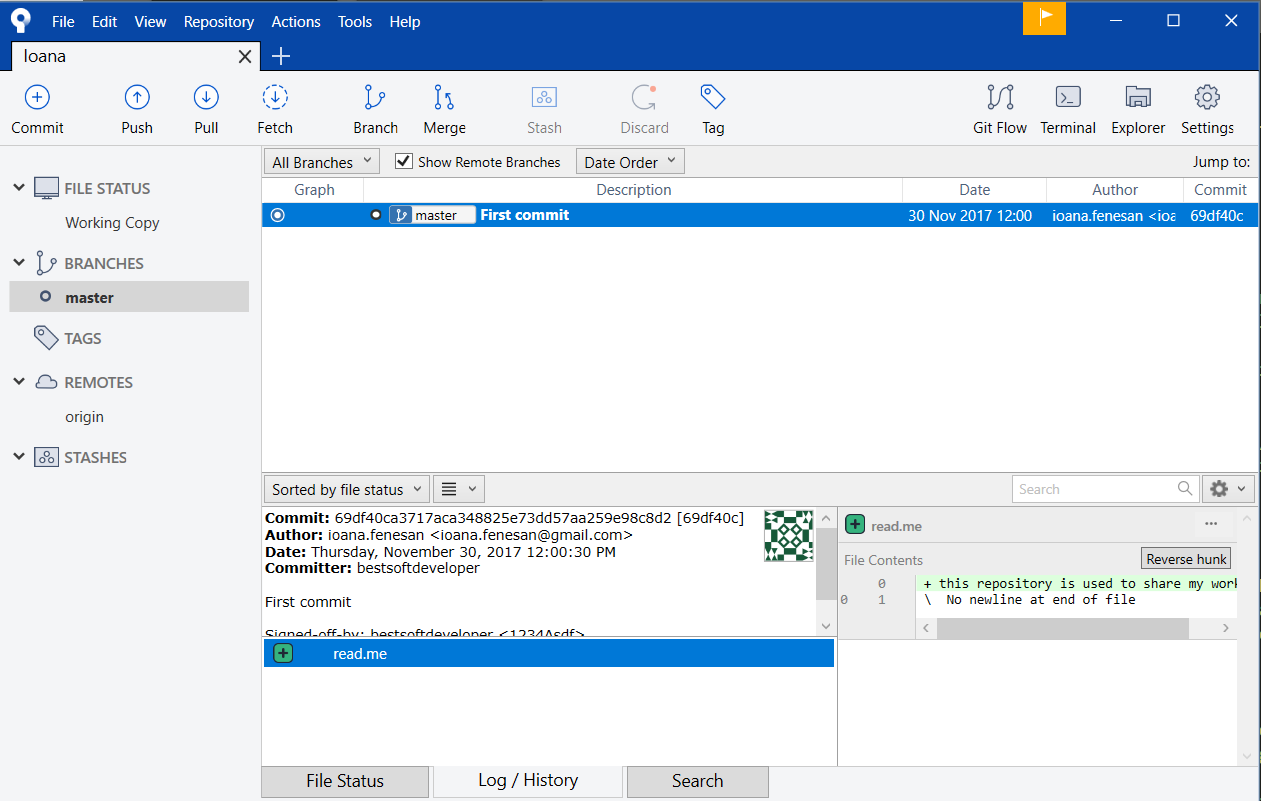 File Edit View Repository Actions Tools Help
Ioana
Commit Push Pull Fetch Branch Merge Stash Discard Tag Git Flow Terminal Explorer Settings
All Branches Show Remote Branches Date Order Jump to:
Graph Description Date Author Commit
master First commit 30 Nov 2017 12:00 ioana.fenesan <ioa 69df40c
FILE STATUS
Working Copy
BRANCHES
master
TAGS
REMOTES
origin
STASHES
Sorted by file status Search
Commit: 69df40ca3717aca348825e73dd57aa259e98c8d2 [69df40c]
Author: ioana.fenesan <ioana.fenesan@gmail.com>
Date: Thursday, November 30, 2017 12:00:30 PM
Committer: bestsoftdeveloper
First commit
Signed-off-by: bestsoftdeveloper <1234Asdf>
read.me
read.me
File Contents Reverse hunk
0 + this repository is used to share my work
0 1 \ No newline at end of file
File Status Log / History Search